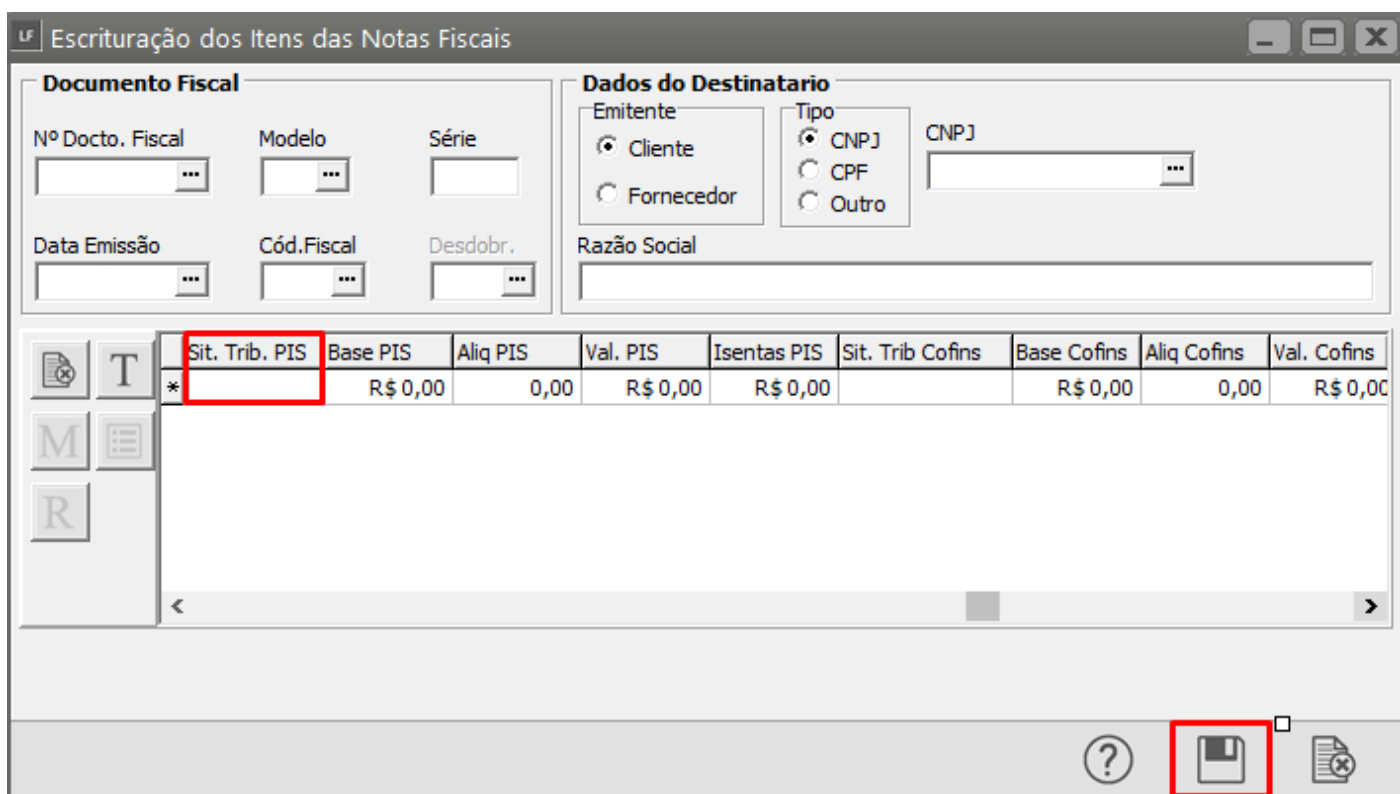 LF Escrituração dos Itens das Notas Fiscais
Documento Fiscal
Nº Docto. Fiscal Modelo Série
... ...
Data Emissão Cód.Fiscal Desdobr.
... ... ...
Dados do Destinatario
Emitente
Cliente
Fornecedor
Tipo
CNPJ
CPF
Outro
CNPJ
...
Razão Social
T
M
R
Sit. Trib. PIS Base PIS Aliq PIS Val. PIS Isentas PIS Sit. Trib Cofins Base Cofins Aliq Cofins Val. Cofins
* R$ 0,00 0,00 R$ 0,00 R$ 0,00 R$ 0,00 0,00 R$ 0,00
?